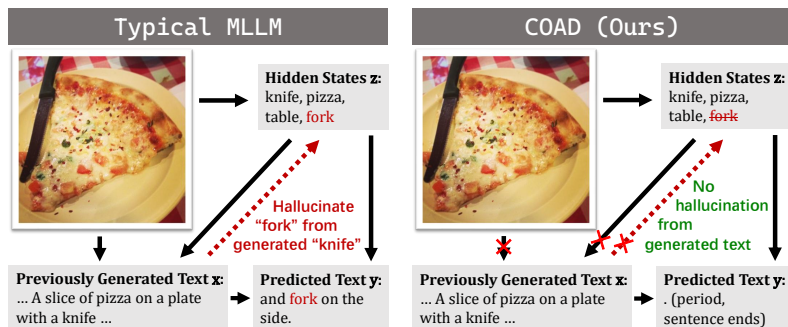 Typical MLLM
Hidden States z:
knife, pizza,
table, fork
Hallucinate
“fork” from
generated “knife”
Previously Generated Text x:
... A slice of pizza on a plate
with a knife ...
Predicted Text y:
and fork on the
side.
COAD (Ours)
Hidden States z:
knife, pizza,
table, fork
No
hallucination
from
generated text
Previously Generated Text x:
... A slice of pizza on a plate
with a knife ...
Predicted Text y:
. (period,
sentence ends)